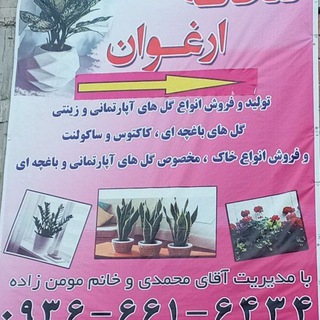 ارغوان
تولید و فروش انواع گل های آپارتمانی و زینتی
گل های باغچه ای ، کاکتوس و ساکولنت
و فروش انواع خاک ، مخصوص گل های آپارتمانی و باغچه ای
با مدیریت آقای محمدی و خانم مومن زاده
۰۹۳۶-۶۶۱-۶۴۳۴